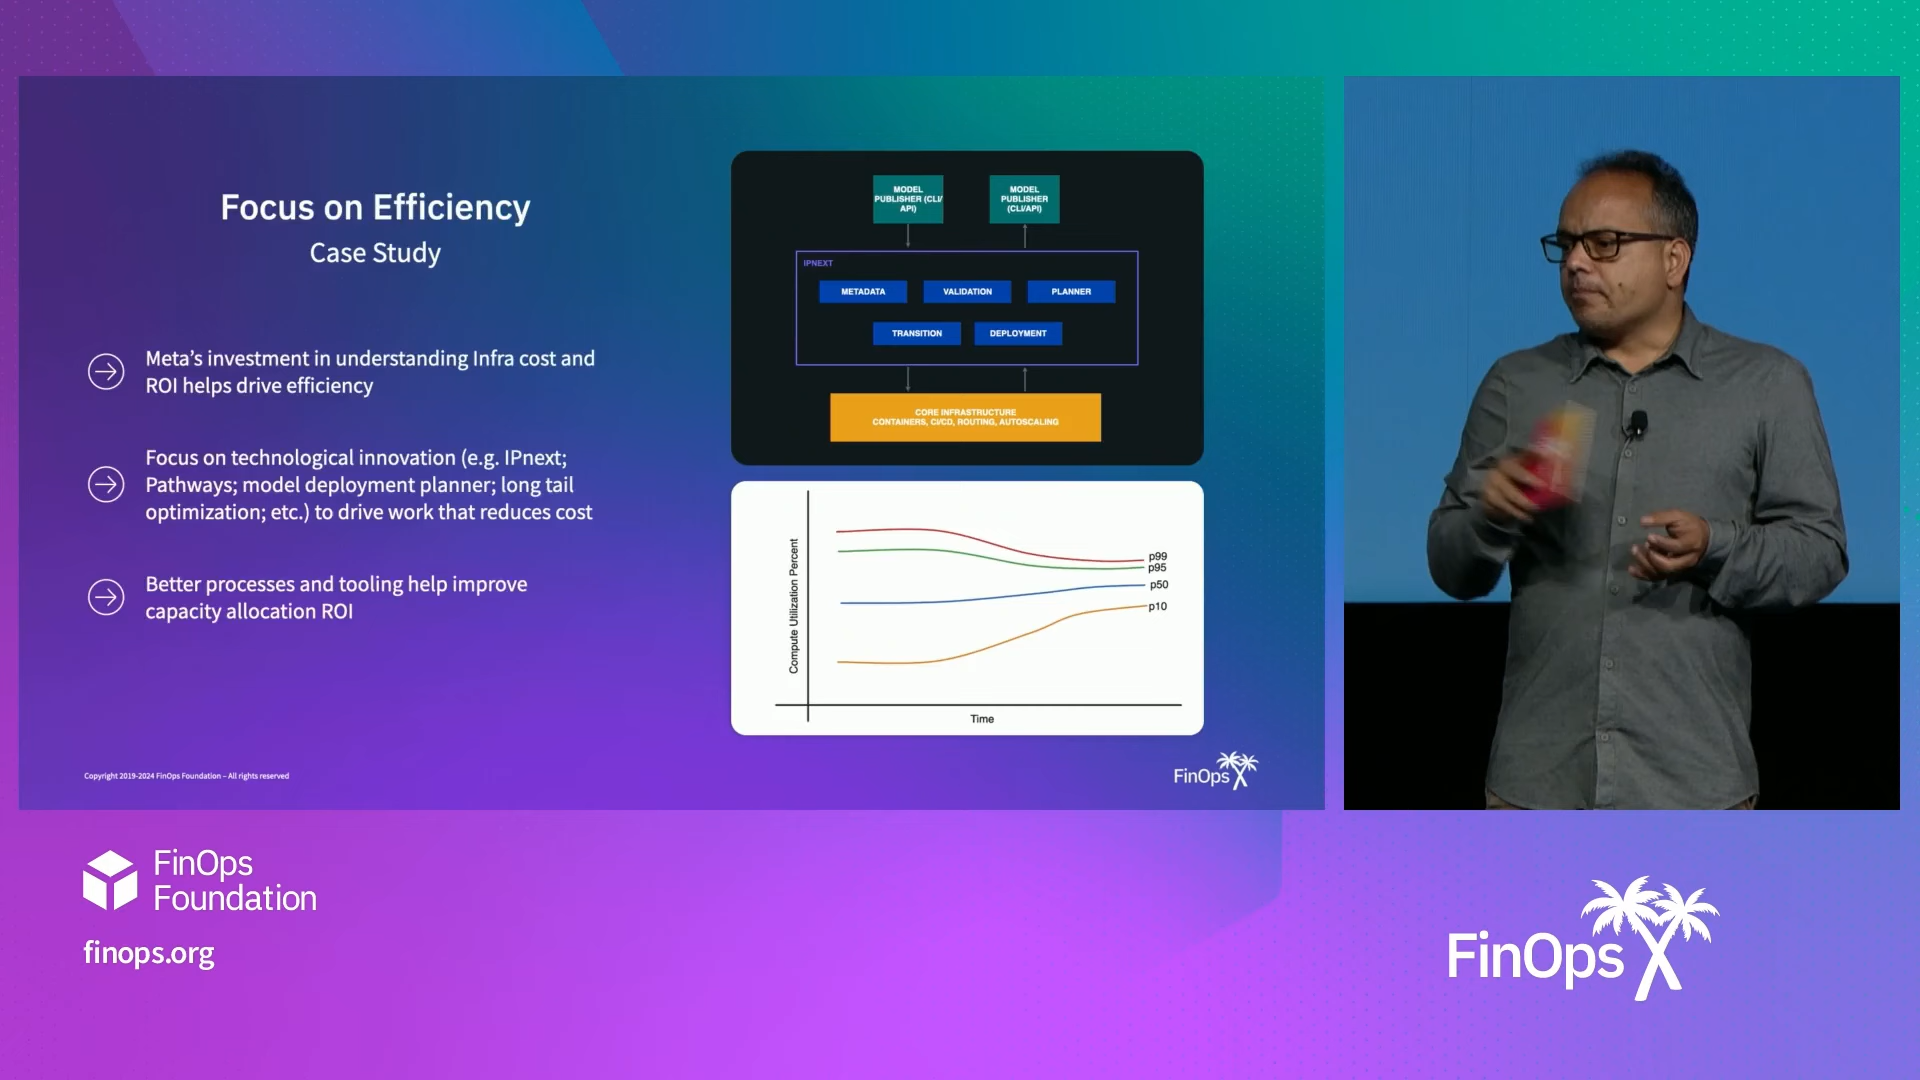 Focus on Efficiency
Case Study
Meta’s investment in understanding Infra cost and
ROI helps drive efficiency
Focus on technological innovation (e.g. IPnext;
Pathways; model deployment planner; long tail
optimization; etc.) to drive work that reduces cost
Better processes and tooling help improve
capacity allocation ROI
MODEL
PUBLISHER (CLI/
API)
MODEL
PUBLISHER
(CLI/API)
IPNEXT
METADATA
VALIDATION
PLANNER
TRANSITION
DEPLOYMENT
CORE INFRASTRUCTURE
CONTAINERS, CI/CD, ROUTING, AUTOSCALING
Compute Utilization Percent
p99
p95
p50
p10
Time
Copyright 2019-2024 FinOps Foundation – All rights reserved
FinOps X
FinOps
Foundation
finops.org
FinOps X